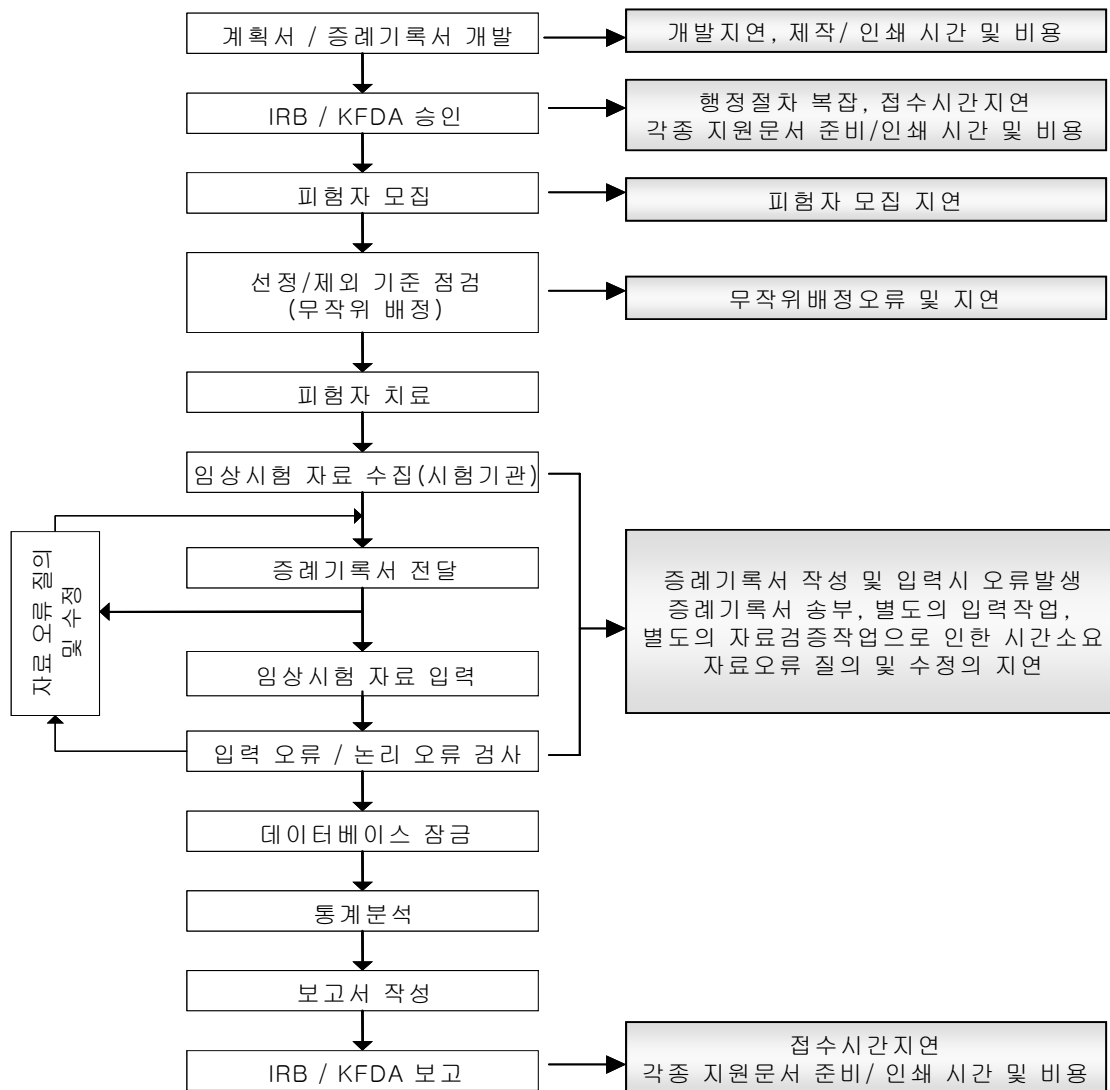 계획서 / 증례기록서 개발
개발지연, 제작/ 인쇄 시간 및 비용
IRB / KFDA 승인
행정절차 복잡, 접수시간지연
각종 지원문서 준비/인쇄 시간 및 비용
피험자 모집
피험자 모집 지연
선정/제외 기준 점검
(무작위 배정)
무작위배정오류 및 지연
피험자 치료
임상시험 자료 수집(시험기관)
자료 오류 질의
및 수정
증례기록서 전달
증례기록서 작성 및 입력시 오류발생
증례기록서 송부, 별도의 입력작업,
별도의 자료검증작업으로 인한 시간소요
자료오류 질의 및 수정의 지연
임상시험 자료 입력
입력 오류 / 논리 오류 검사
데이터베이스 잠금
통계분석
보고서 작성
IRB / KFDA 보고
접수시간지연
각종 지원문서 준비/ 인쇄 시간 및 비용